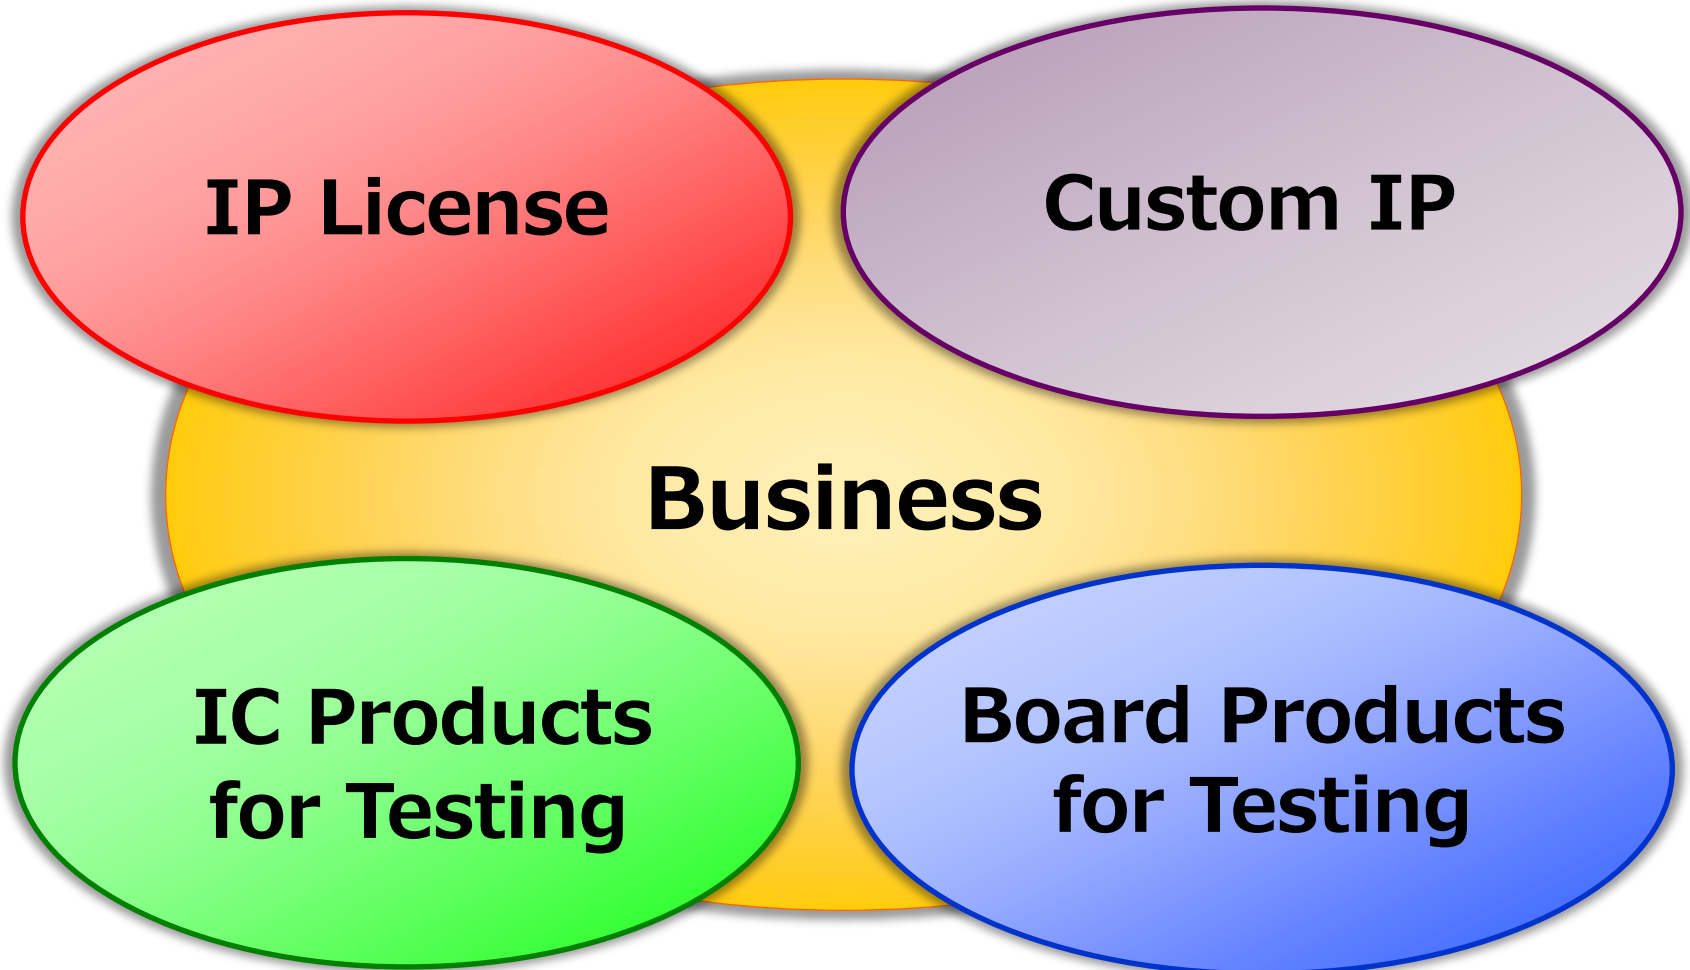 IP License
Custom IP
Business
IC Products
for Testing
Board Products
for Testing